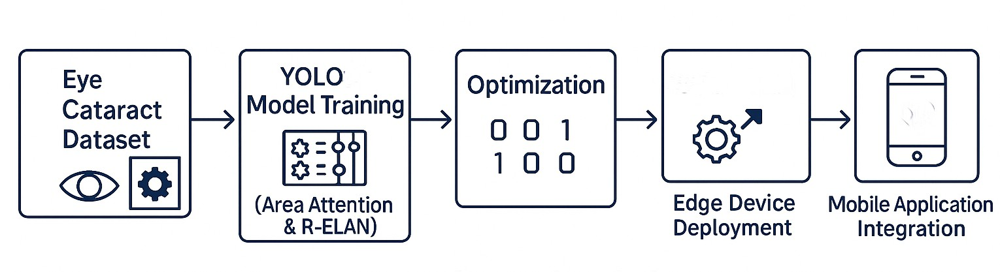 Eye
Cataract
Dataset
YOLO
Model Training
(Area Attention
& R-ELAN)
Optimization
0 0 1
1 0 0
Edge Device
Deployment
Mobile Application
Integration